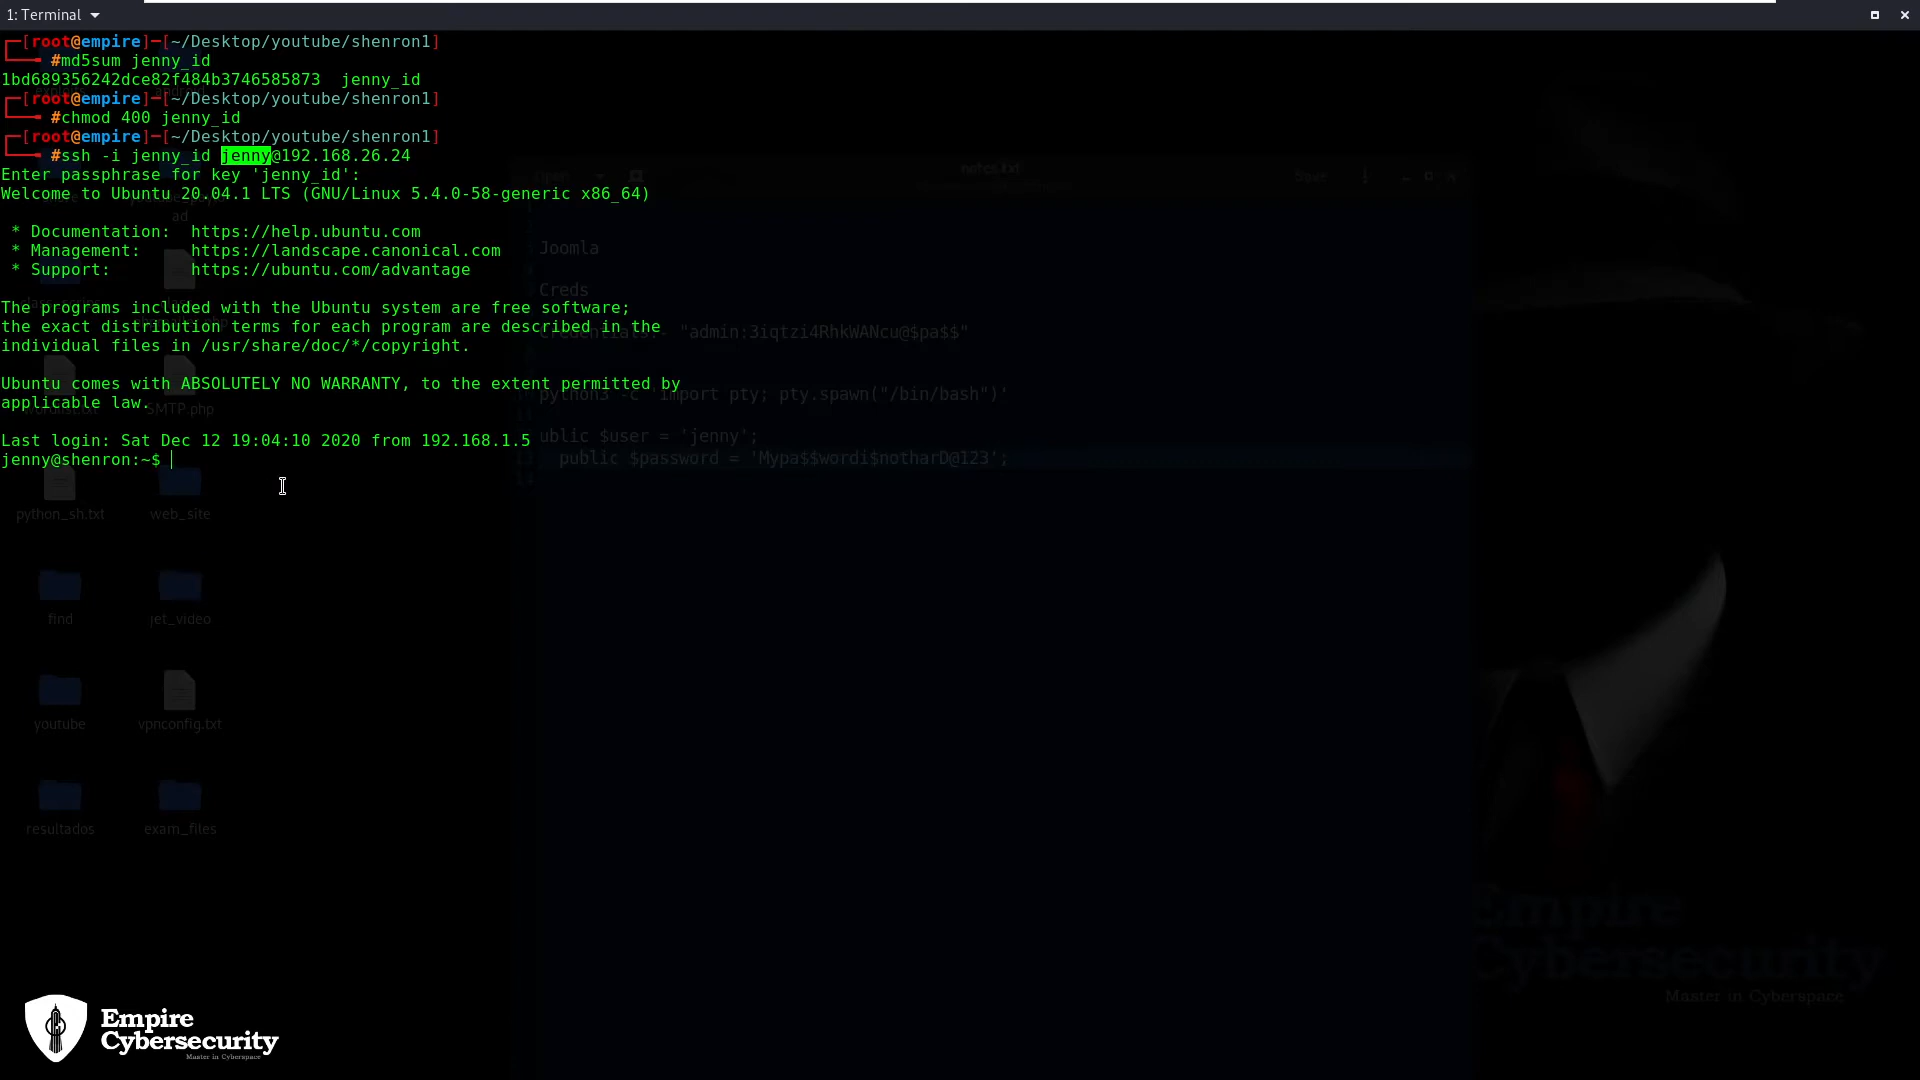 1: Terminal
┌─[root@empire]─[~/Desktop/youtube/shenron1]
└──╼ #md5sum jenny_id
1bd689356242dce82f484b3746585873  jenny_id
┌─[root@empire]─[~/Desktop/youtube/shenron1]
└──╼ #chmod 400 jenny_id
┌─[root@empire]─[~/Desktop/youtube/shenron1]
└──╼ #ssh -i jenny_id jenny@192.168.26.24
Enter passphrase for key 'jenny_id':
Welcome to Ubuntu 20.04.1 LTS (GNU/Linux 5.4.0-58-generic x86_64)
 * Documentation:  https://help.ubuntu.com
 * Management:     https://landscape.canonical.com
 * Support:        https://ubuntu.com/advantage
The programs included with the Ubuntu system are free software;
the exact distribution terms for each program are described in the
individual files in /usr/share/doc/*/copyright.
Ubuntu comes with ABSOLUTELY NO WARRANTY, to the extent permitted by
applicable law.
Last login: Sat Dec 12 19:04:10 2020 from 192.168.1.5
jenny@shenron:~$
notes.txt
Save
Joomla
Creds
"admin:3iqtzi4RhkWANcu@$pa$$"
python3 -c 'import pty; pty.spawn("/bin/bash")'
ublic $user = 'jenny';
public $password = 'Mypa$$wordi$notharD@123';
ad
SMTP.php
python_sh.txt
web_site
find
jet_video
youtube
vpnconfig.txt
resultados
exam_files
Empire
Cybersecurity
Master in Cyberspace
Empire
Cybersecurity
Master in Cyberspace